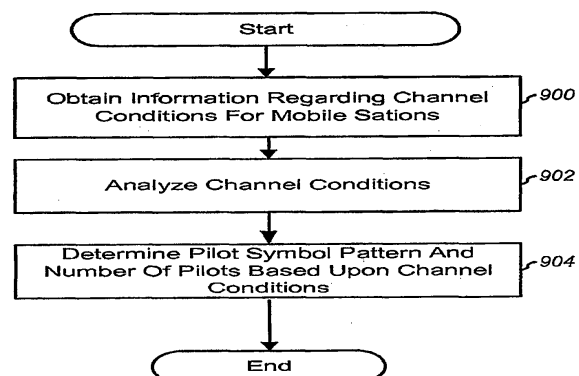 Start
Obtain Information Regarding Channel
Conditions For Mobile Sations
900
Analyze Channel Conditions
902
Determine Pilot Symbol Pattern And
Number Of Pilots Based Upon Channel
Conditions
904
End